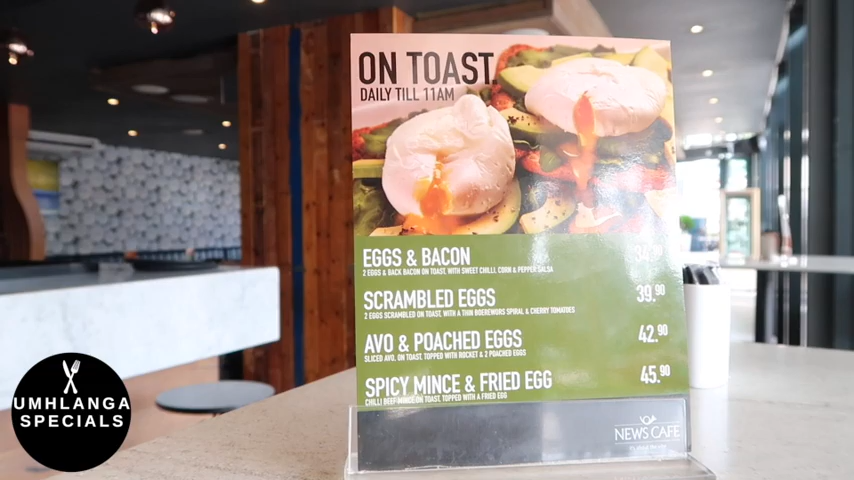 ON TOAST
DAILY TILL 11AM
EGGS & BACON
2 EGGS & BACK BACON ON TOAST, WITH SWEET CHILLI, CORN & PEPPER SALSA
SCRAMBLED EGGS 39.90
2 EGGS SCRAMBLED ON TOAST, WITH A THIN BOEREWORS SPIRAL & CHERRY TOMATOES
AVO & POACHED EGGS 42.90
SLICED AVO, ON TOAST, TOPPED WITH ROCKET & 2 POACHED EGGS
SPICY MINCE & FRIED EGG 45.90
CHILLI BEEF MINCE ON TOAST, TOPPED WITH A FRIED EGG
NEWS CAFE
UMHLANGA
SPECIALS